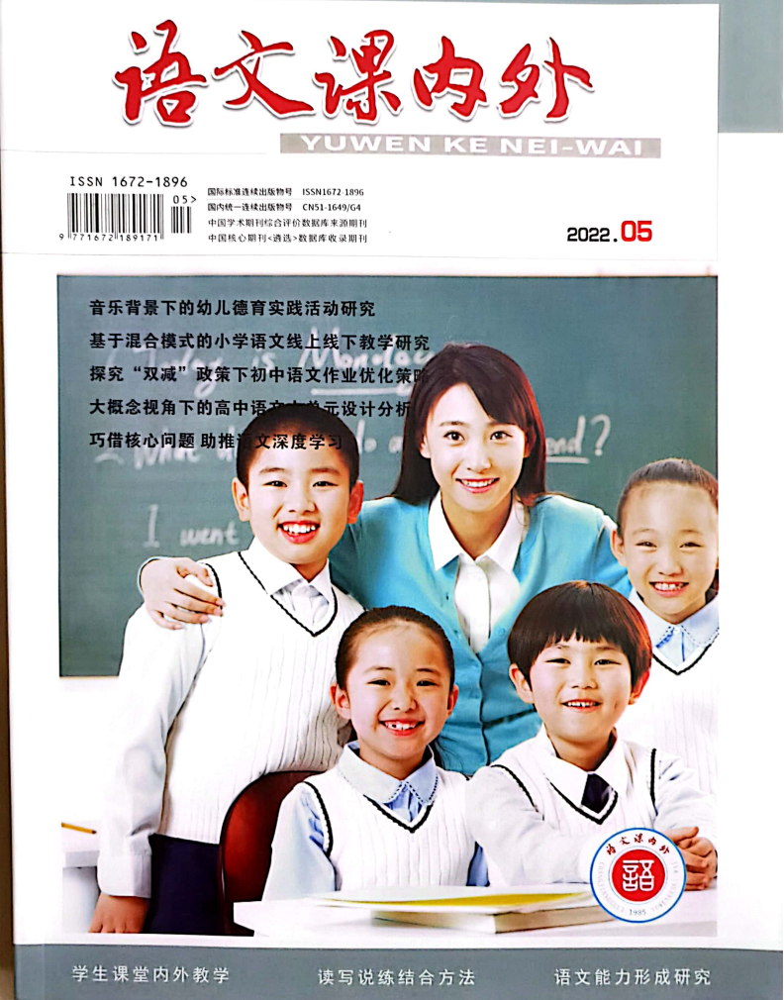 语文课内外
YUWEN KE NEI-WAI
ISSN 1672-1896
05>
9 771672 189171
国际标准连续出版物号 ISSN1672-1896
国内统一连续出版物号 CN51-1649/G4
中国学术期刊综合评价数据库来源期刊
中国核心期刊<遴选>数据库收录期刊
2022.05
音乐背景下的幼儿德育实践活动研究
基于混合模式的小学语文线上线下教学研究
探究“双减”政策下初中语文作业优化策略
大概念视角下的高中语文大单元设计分析
巧借核心问题 助推语文深度学习
I went
语文课内外
語
1985
学生课堂内外教学 读写说练结合方法 语文能力形成研究